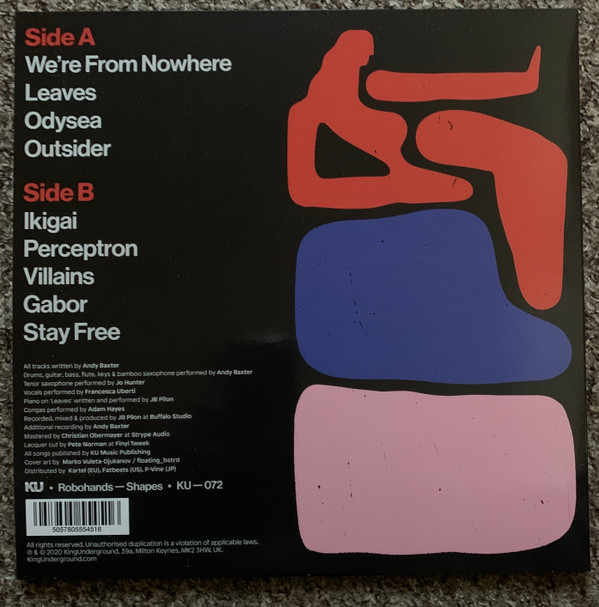 Side A
We're From Nowhere
Leaves
Odysea
Outsider
Side B
Ikigai
Perceptron
Villains
Gabor
Stay Free
All tracks written by Andy Baxter
Drums, guitar, bass, flute, keys & bamboo saxophone performed by Andy Baxter
Tenor saxophone performed by Jo Hunter
Vocals performed by Francesca Uberti
Piano on 'Leaves' written and performed by JB Pilon
Congas performed by Adam Hayes
Recorded, mixed & produced by JB Pilon at Buffalo Studio
Additional recording by Andy Baxter
Mastered by Christian Obermayer at Strype Audio
Lacquer cut by Pete Norman at Finyl Tweek
All songs published by KU Music Publishing
Cover art by Marko Vuleta-Djukanov / floating_bstrd
Distributed by Kartel (EU), Fatbeats (US), P-Vine (JP)
KU • Robohands — Shapes • KU — 072
5057805554516
All rights reserved. Unauthorised duplication is a violation of applicable laws.
℗ & © 2020 KingUnderground, 39a, Milton Keynes, MK2 3HW, UK.
KingUnderground.com